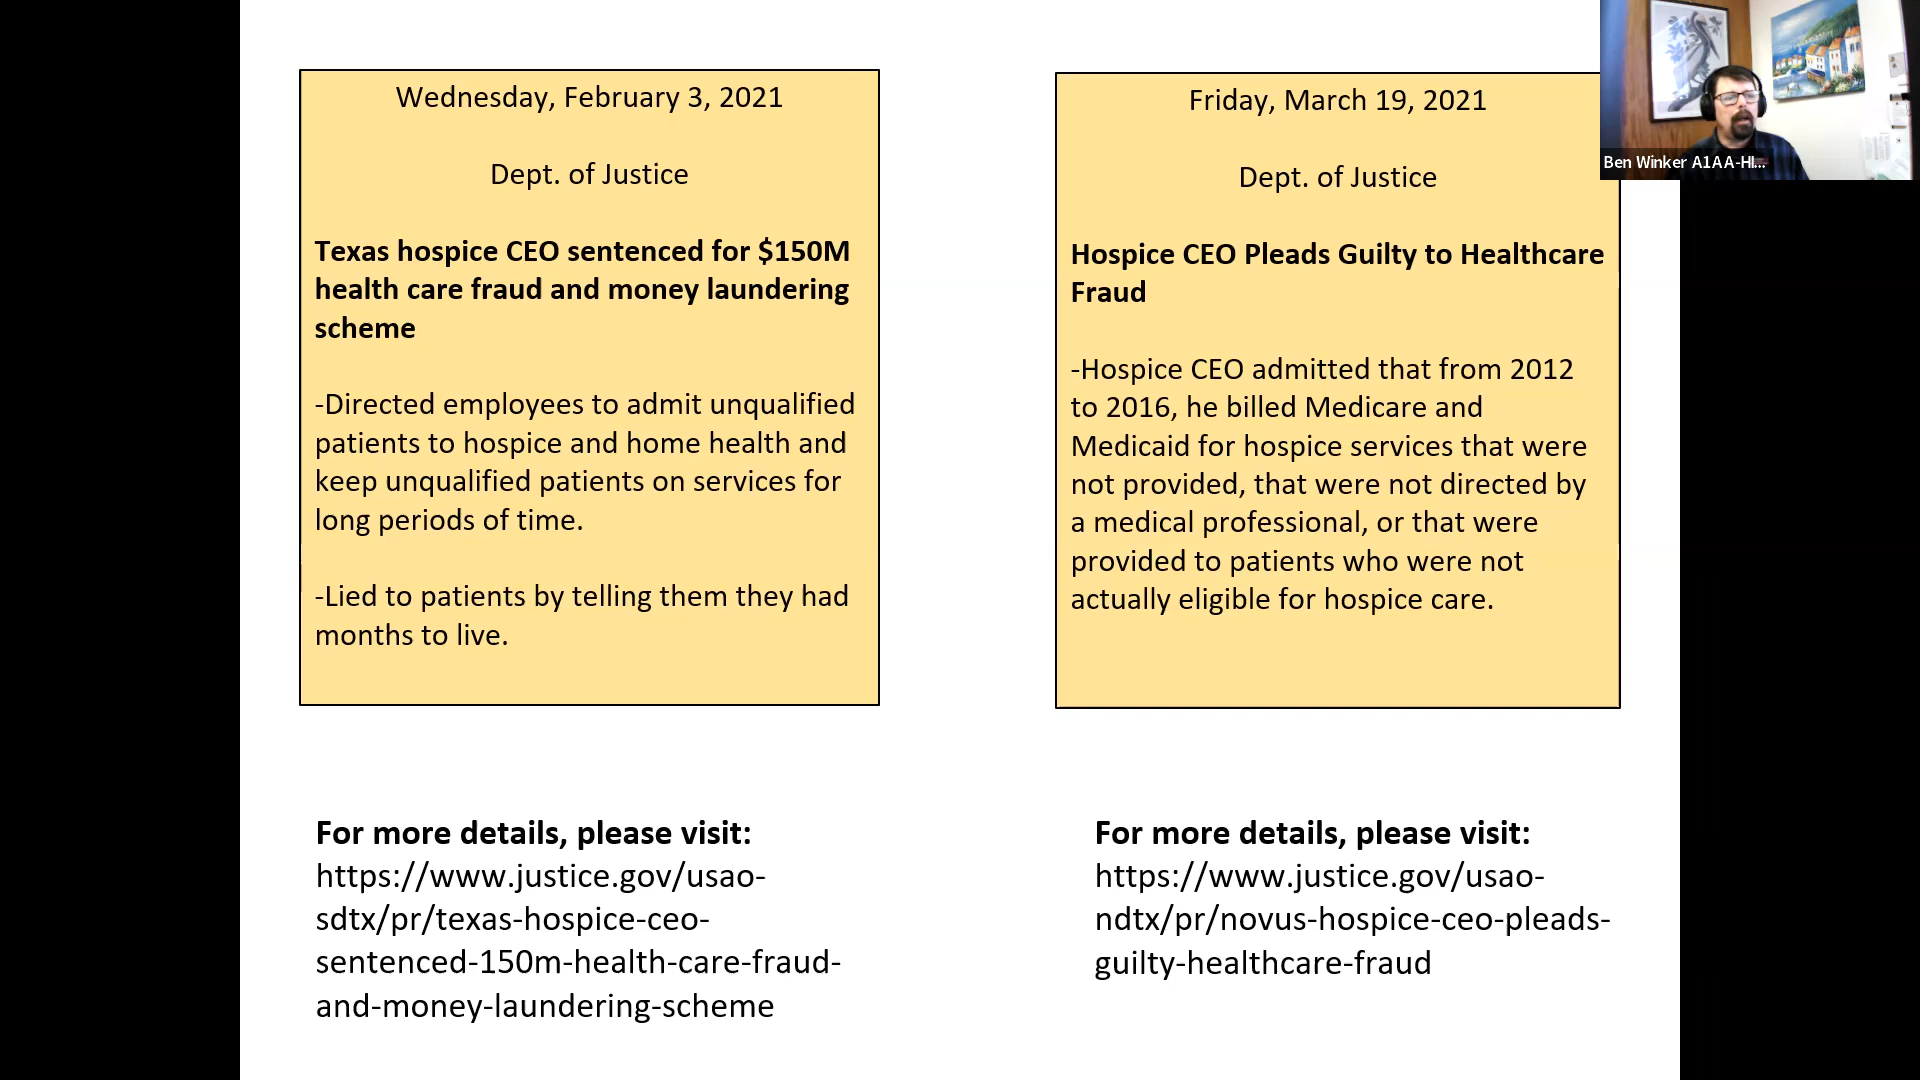 Wednesday, February 3, 2021
Dept. of Justice
Texas hospice CEO sentenced for $150M
health care fraud and money laundering
scheme
-Directed employees to admit unqualified
patients to hospice and home health and
keep unqualified patients on services for
long periods of time.
-Lied to patients by telling them they had
months to live.
For more details, please visit:
https://www.justice.gov/usao-
sdtx/pr/texas-hospice-ceo-
sentenced-150m-health-care-fraud-
and-money-laundering-scheme
Friday, March 19, 2021
Dept. of Justice
Hospice CEO Pleads Guilty to Healthcare
Fraud
-Hospice CEO admitted that from 2012
to 2016, he billed Medicare and
Medicaid for hospice services that were
not provided, that were not directed by
a medical professional, or that were
provided to patients who were not
actually eligible for hospice care.
For more details, please visit:
https://www.justice.gov/usao-
ndtx/pr/novus-hospice-ceo-pleads-
guilty-healthcare-fraud
Ben Winker A1AA-HI...